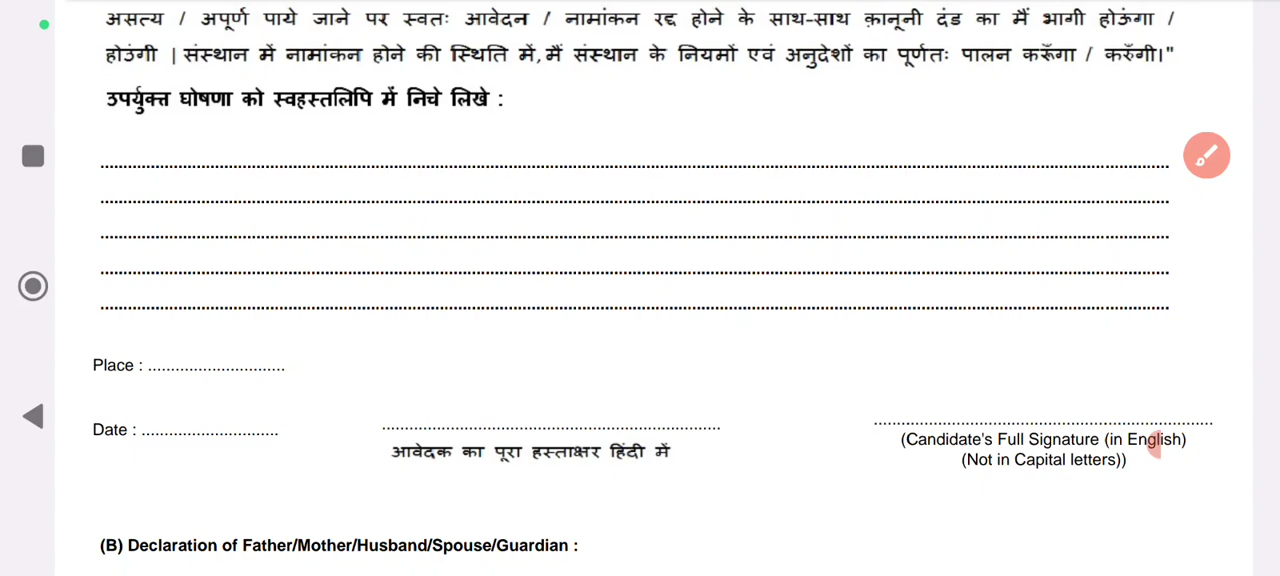 असत्य / अपूर्ण पाये जाने पर स्वतः आवेदन / नामांकन रद्द होने के साथ-साथ क़ानूनी दंड का मैं भागी होऊंगा /
होउंगी | संस्थान में नामांकन होने की स्थिति में, मैं संस्थान के नियमों एवं अनुदेशों का पूर्णतः पालन करूँगा / करुँगी।"
उपर्युक्त घोषणा को स्वहस्तलिपि में निचे लिखे :
Place : ..............................
Date : ..............................
आवेदक का पूरा हस्ताक्षर हिंदी में
(Candidate's Full Signature (in English)
(Not in Capital letters))
(B) Declaration of Father/Mother/Husband/Spouse/Guardian :